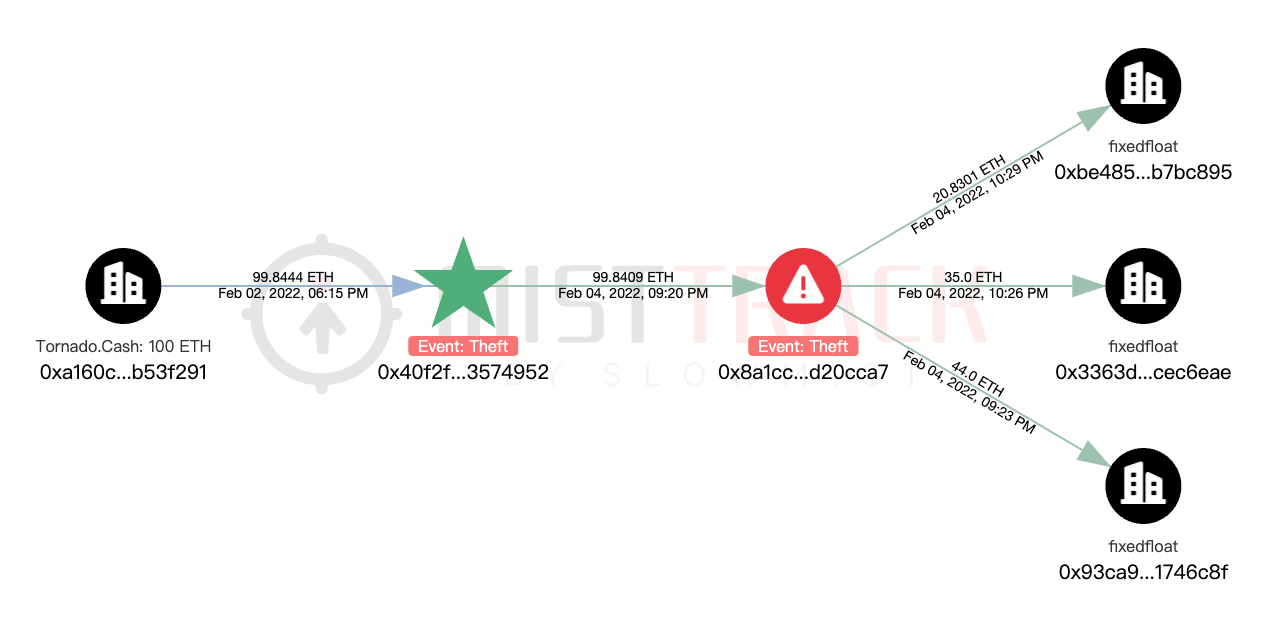 20.8301 ETH
Feb 04, 2022, 10:29 PM
fixedfloat
0xbe485...b7bc895
99.8444 ETH
Feb 02, 2022, 06:15 PM
Tornado.Cash: 100 ETH
0xa160c...b53f291
Event: Theft
0x40f2f...3574952
99.8409 ETH
Feb 04, 2022, 09:20 PM
Event: Theft
0x8a1cc...d20cca7
35.0 ETH
Feb 04, 2022, 10:26 PM
fixedfloat
0x3363d...cec6eae
44.0 ETH
Feb 04, 2022, 09:23 PM
fixedfloat
0x93ca9...1746c8f
MISTTRACK
BY SLOWMIST